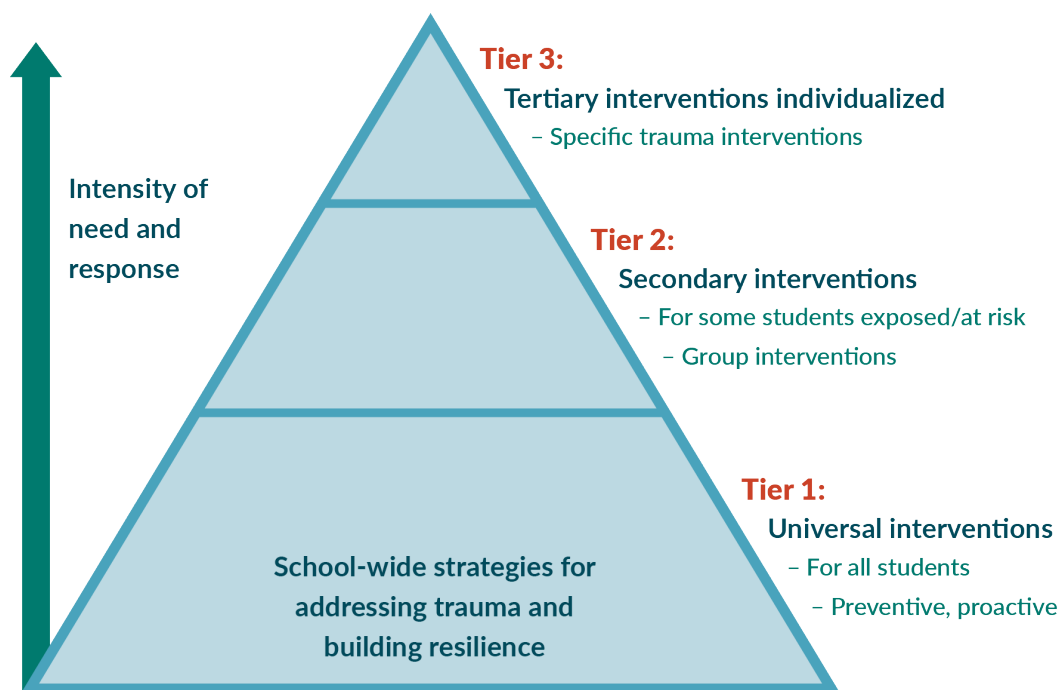 Tier 3:
Tertiary interventions individualized
– Specific trauma interventions
Intensity of
need and
response
Tier 2:
Secondary interventions
– For some students exposed/at risk
– Group interventions
Tier 1:
Universal interventions
– For all students
– Preventive, proactive
School-wide strategies for
addressing trauma and
building resilience